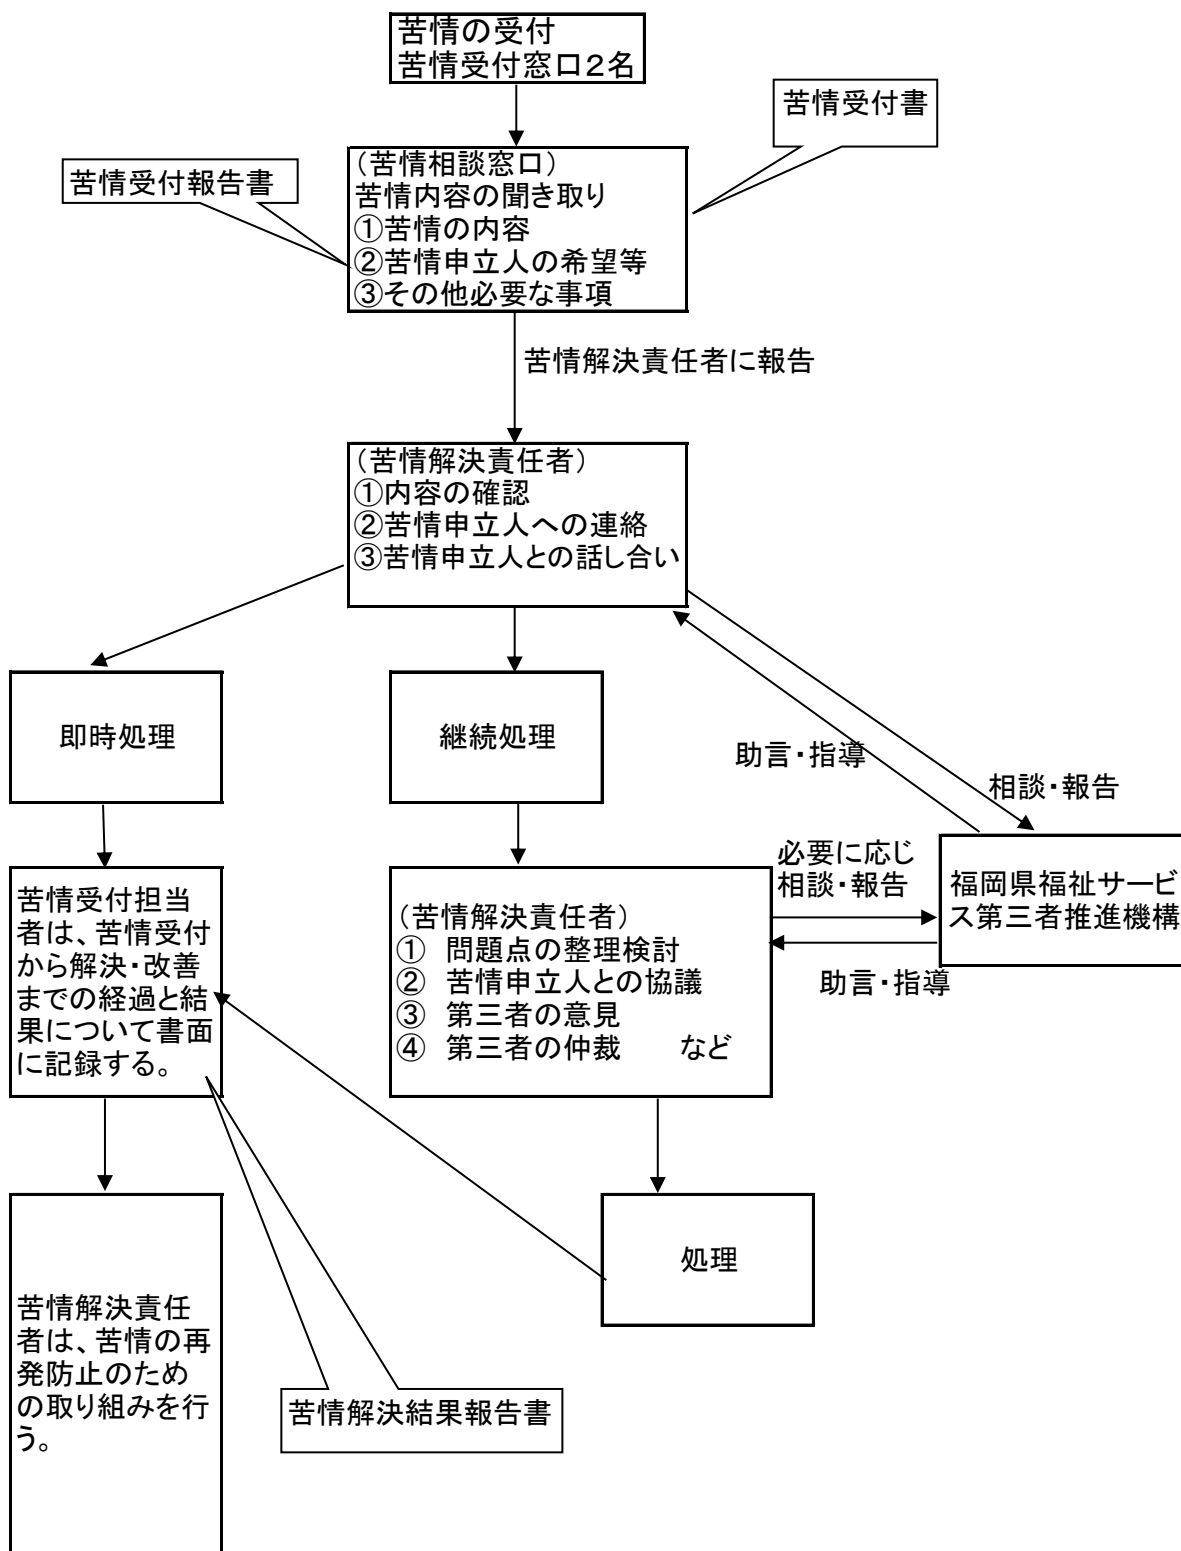 苦情の受付
苦情受付窓口２名
苦情受付書
苦情受付報告書
（苦情相談窓口）
苦情内容の聞き取り
①苦情の内容
②苦情申立人の希望等
③その他必要な事項
苦情解決責任者に報告
（苦情解決責任者）
①内容の確認
②苦情申立人への連絡
③苦情申立人との話し合い
即時処理
継続処理
助言・指導
相談・報告
苦情受付担当
者は、苦情受付
から解決・改善
までの経過と結
果について書面
に記録する。
（苦情解決責任者）
①　問題点の整理検討
②　苦情申立人との協議
③　第三者の意見
④　第三者の仲裁　　など
必要に応じ
相談・報告
助言・指導
福岡県福祉サービ
ス第三者推進機構
処理
苦情解決責任
者は、苦情の再
発防止のため
の取り組みを行
う。
苦情解決結果報告書